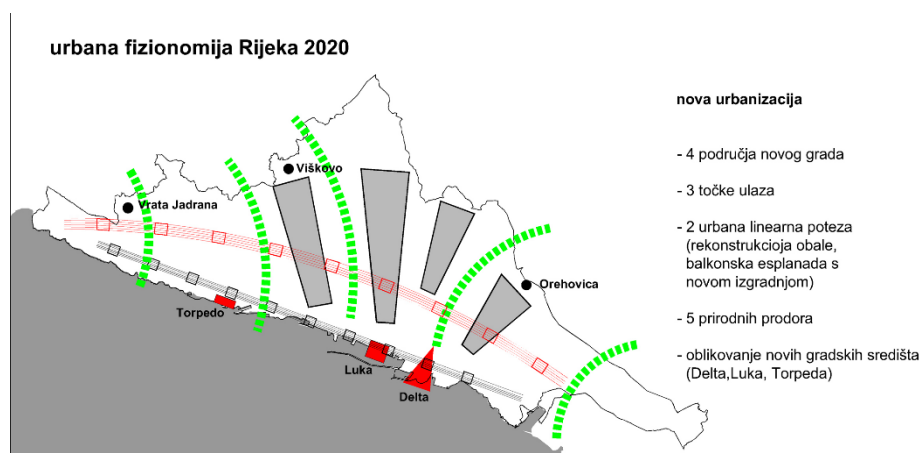 urbana fizionomija Rijeka 2020
nova urbanizacija
- 4 područja novog grada
- 3 točke ulaza
- 2 urbana linearna poteza
(rekonstrukcioja obale,
balkonska esplanada s
novom izgradnjom)
- 5 prirodnih prodora
- oblikovanje novih gradskih središta
(Delta,Luka, Torpeda)
Viškovo
Vrata Jadrana
Orehovica
Torpedo
Luka
Delta